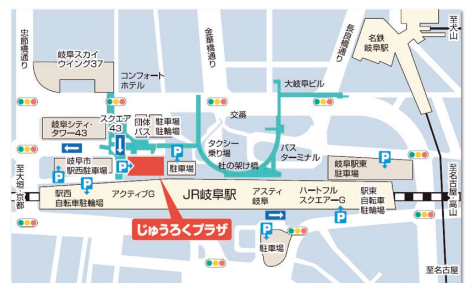 忠節橋通り
金華橋通り
長良橋通り
至犬山
名鉄
岐阜駅
岐阜スカイ
ウイング37
コンフォート
ホテル
大岐阜ビル
スクエア
43
団体
バス
駐車場
駐輪場
交番
岐阜シティ・
タワー43
タクシー
乗り場
バス
ターミナル
岐阜市
駅西駐車場
P
P
P
駐車場
杜の架け橋
岐阜駅東
駐車場
P
P
至大垣・京都
駅西
自転車駐輪場
P
アクティブG
JR岐阜駅
アスティ
岐阜
ハートフル
スクエアーG
駅東
自転車
駐輪場
P
至名古屋・高山
じゅうろくプラザ
P
駐車場
至名古屋